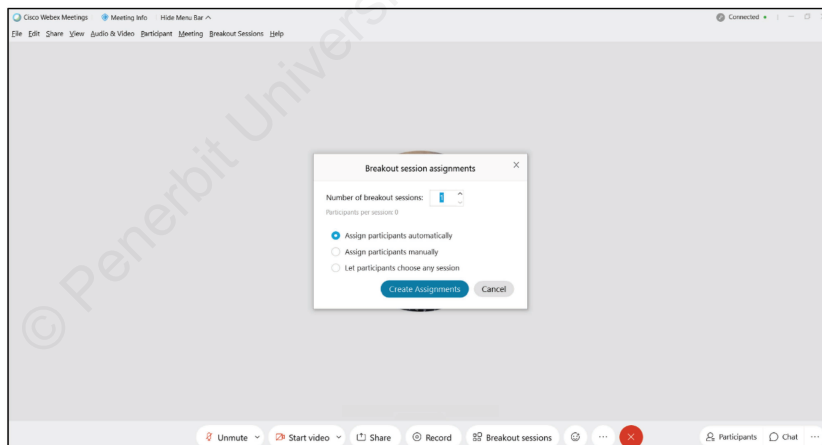 Cisco Webex Meetings Meeting Info Hide Menu Bar Connected
File Edit Share View Audio & Video Participant Meeting Breakout Sessions Help
Breakout session assignments
Number of breakout sessions: 1
Participants per session: 0
Assign participants automatically
Assign participants manually
Let participants choose any session
Create Assignments Cancel
Unmute Start video Share Record Breakout sessions Participants Chat
© Penerbit Univer